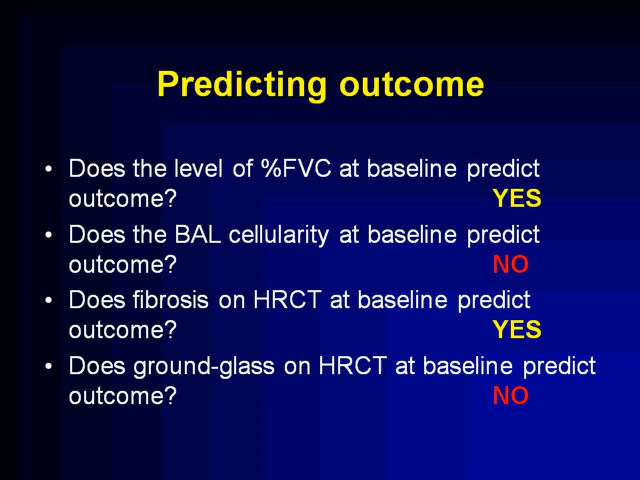 Predicting outcome
• Does the level of %FVC at baseline predict
outcome? YES
• Does the BAL cellularity at baseline predict
outcome? NO
• Does fibrosis on HRCT at baseline predict
outcome? YES
• Does ground-glass on HRCT at baseline predict
outcome? NO